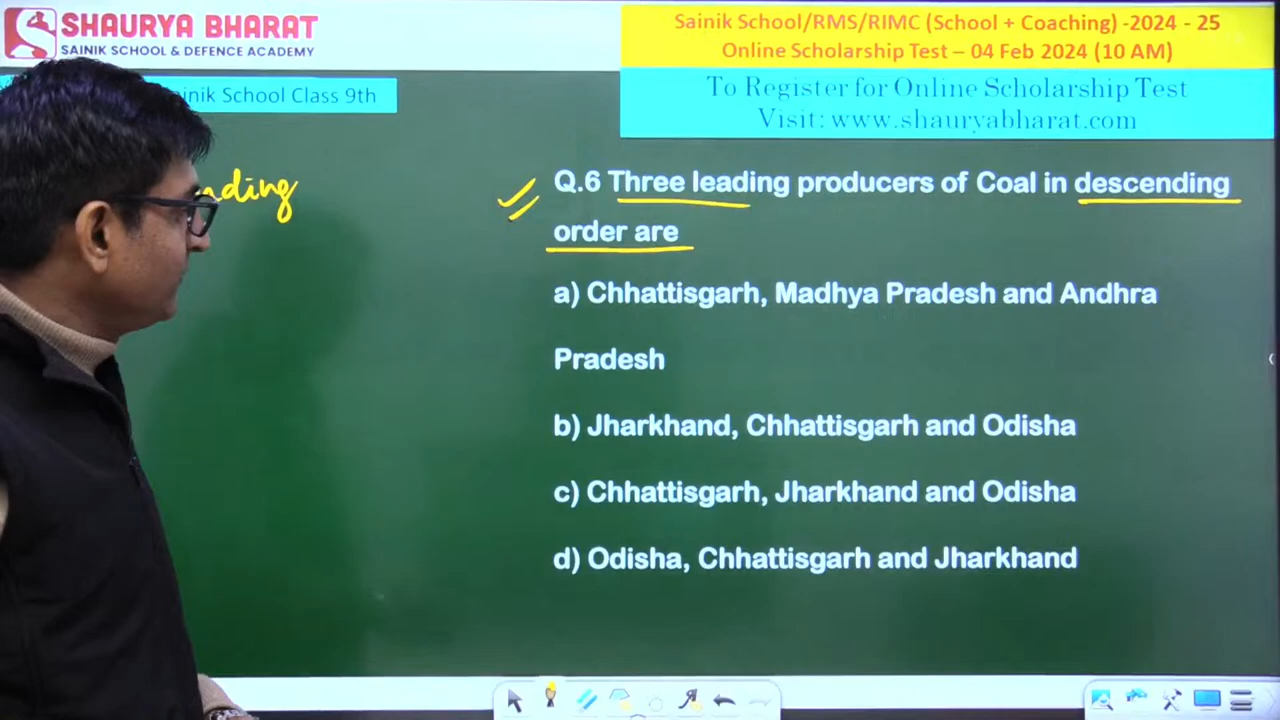 SHAURYA BHARAT
SAINIK SCHOOL & DEFENCE ACADEMY
Sainik School/RMS/RIMC (School + Coaching) -2024 - 25
Online Scholarship Test – 04 Feb 2024 (10 AM)
To Register for Online Scholarship Test
Visit: www.shauryabharat.com
School Class 9th
Q.6 Three leading producers of Coal in descending
order are
a) Chhattisgarh, Madhya Pradesh and Andhra
Pradesh
b) Jharkhand, Chhattisgarh and Odisha
c) Chhattisgarh, Jharkhand and Odisha
d) Odisha, Chhattisgarh and Jharkhand